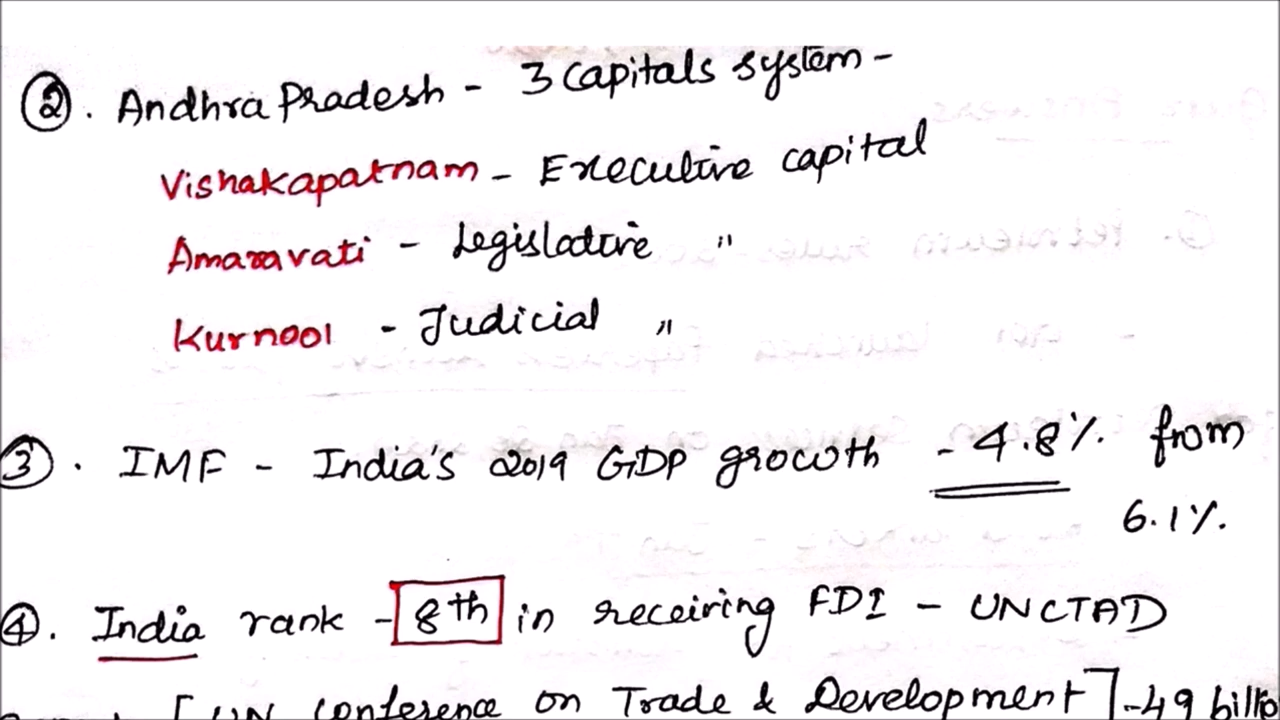 ②. Andhra Pradesh - 3 Capitals system -
Vishakapatnam - Executive capital
Amaravati - Legislative "
Kurnool - Judicial "
③. IMF - India's 2019 GDP growth - 4.8% from
6.1%.
④. India rank - 8th in receiving FDI - UNCTAD
[UN Conference on Trade & Development] -49 billio